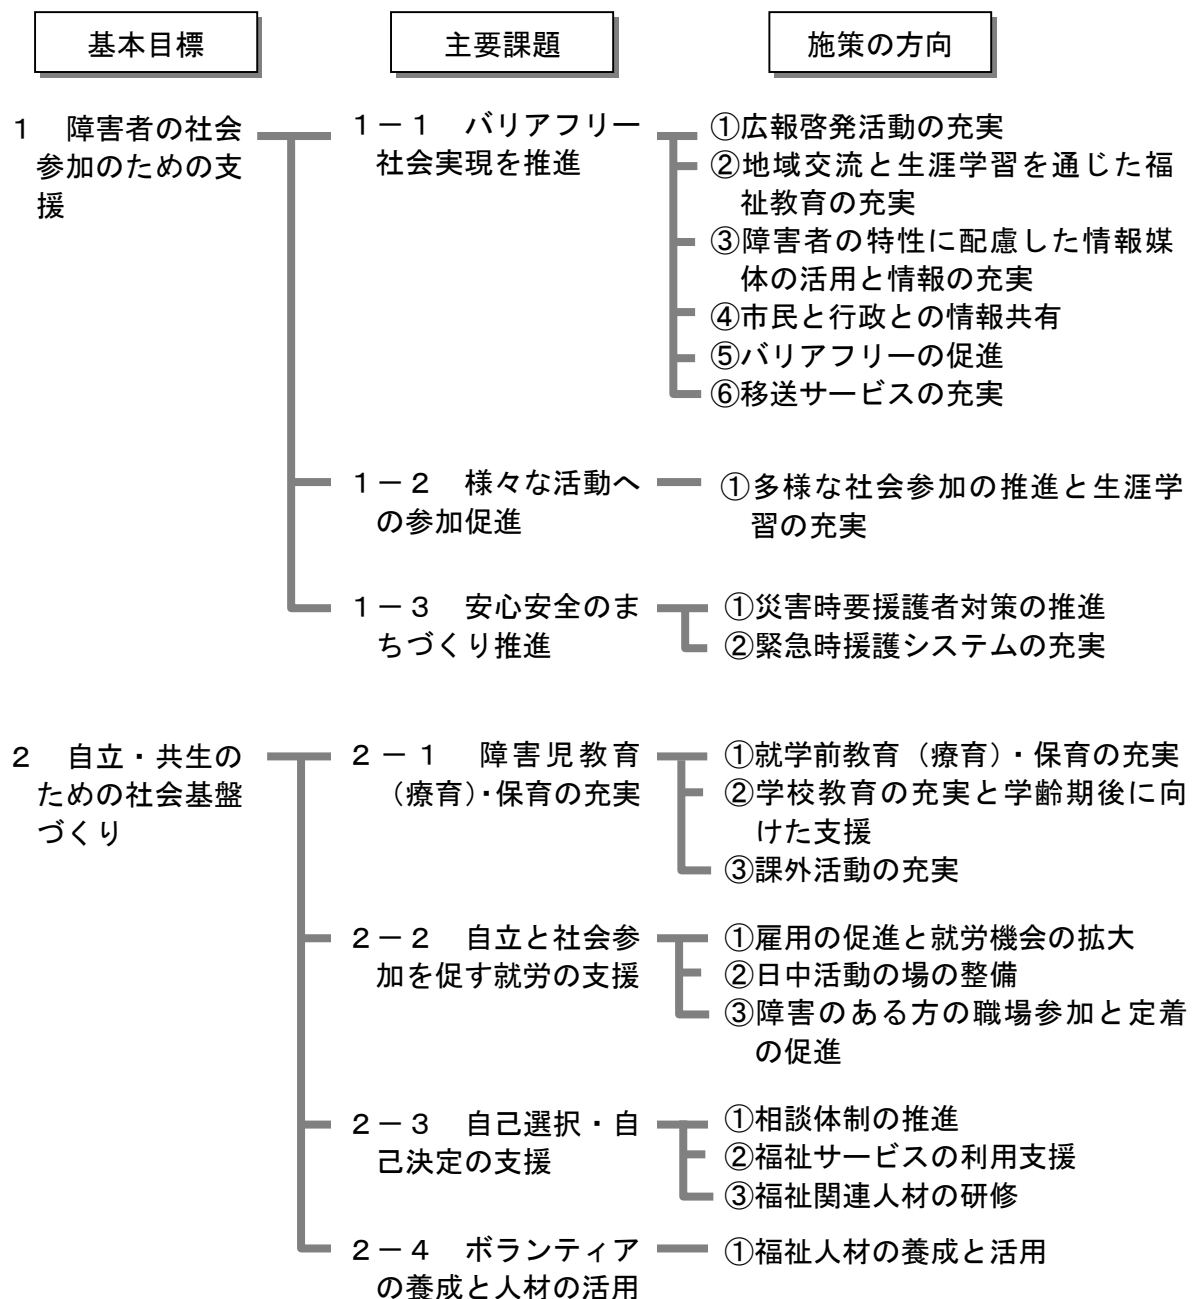 基本目標
主要課題
施策の方向
１　障害者の社会
参加のための支
援
１－１　バリアフリー
社会実現を推進
①広報啓発活動の充実
②地域交流と生涯学習を通じた福
祉教育の充実
③障害者の特性に配慮した情報媒
体の活用と情報の充実
④市民と行政との情報共有
⑤バリアフリーの促進
⑥移送サービスの充実
１－２　様々な活動へ
の参加促進
①多様な社会参加の推進と生涯学
習の充実
１－３　安心安全のま
ちづくり推進
①災害時要援護者対策の推進
②緊急時援護システムの充実
２　自立・共生の
ための社会基盤
づくり
２－１　障害児教育
（療育）・保育の充実
①就学前教育（療育）・保育の充実
②学校教育の充実と学齢期後に向
けた支援
③課外活動の充実
２－２　自立と社会参
加を促す就労の支援
①雇用の促進と就労機会の拡大
②日中活動の場の整備
③障害のある方の職場参加と定着
の促進
２－３　自己選択・自
己決定の支援
①相談体制の推進
②福祉サービスの利用支援
③福祉関連人材の研修
２－４　ボランティア
の養成と人材の活用
①福祉人材の養成と活用